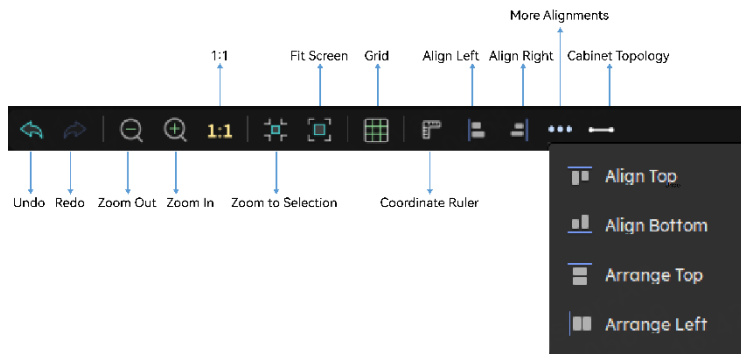 More Alignments
1:1 Fit Screen Grid Align Left Align Right Cabinet Topology
1:1
Undo Redo Zoom Out Zoom In Zoom to Selection Coordinate Ruler
Align Top
Align Bottom
Arrange Top
Arrange Left